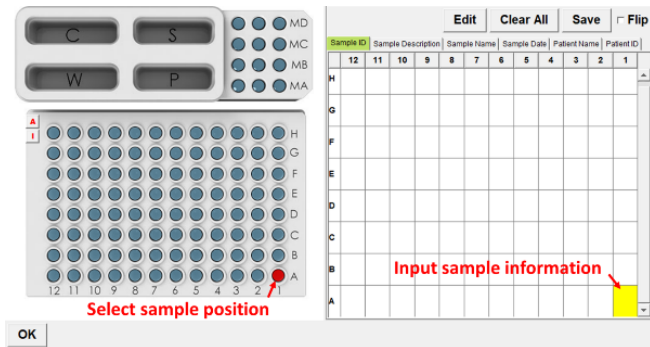 C S
W P
MD
MC
MB
MA
A
I
H
G
F
E
D
C
B
A
12 11 10 9 8 7 6 5 4 3 2 1
Select sample position
OK
Edit Clear All Save Flip
Sample ID Sample Description Sample Name Sample Date Patient Name Patient ID
12 11 10 9 8 7 6 5 4 3 2 1
H
G
F
E
D
C
B
A
Input sample information